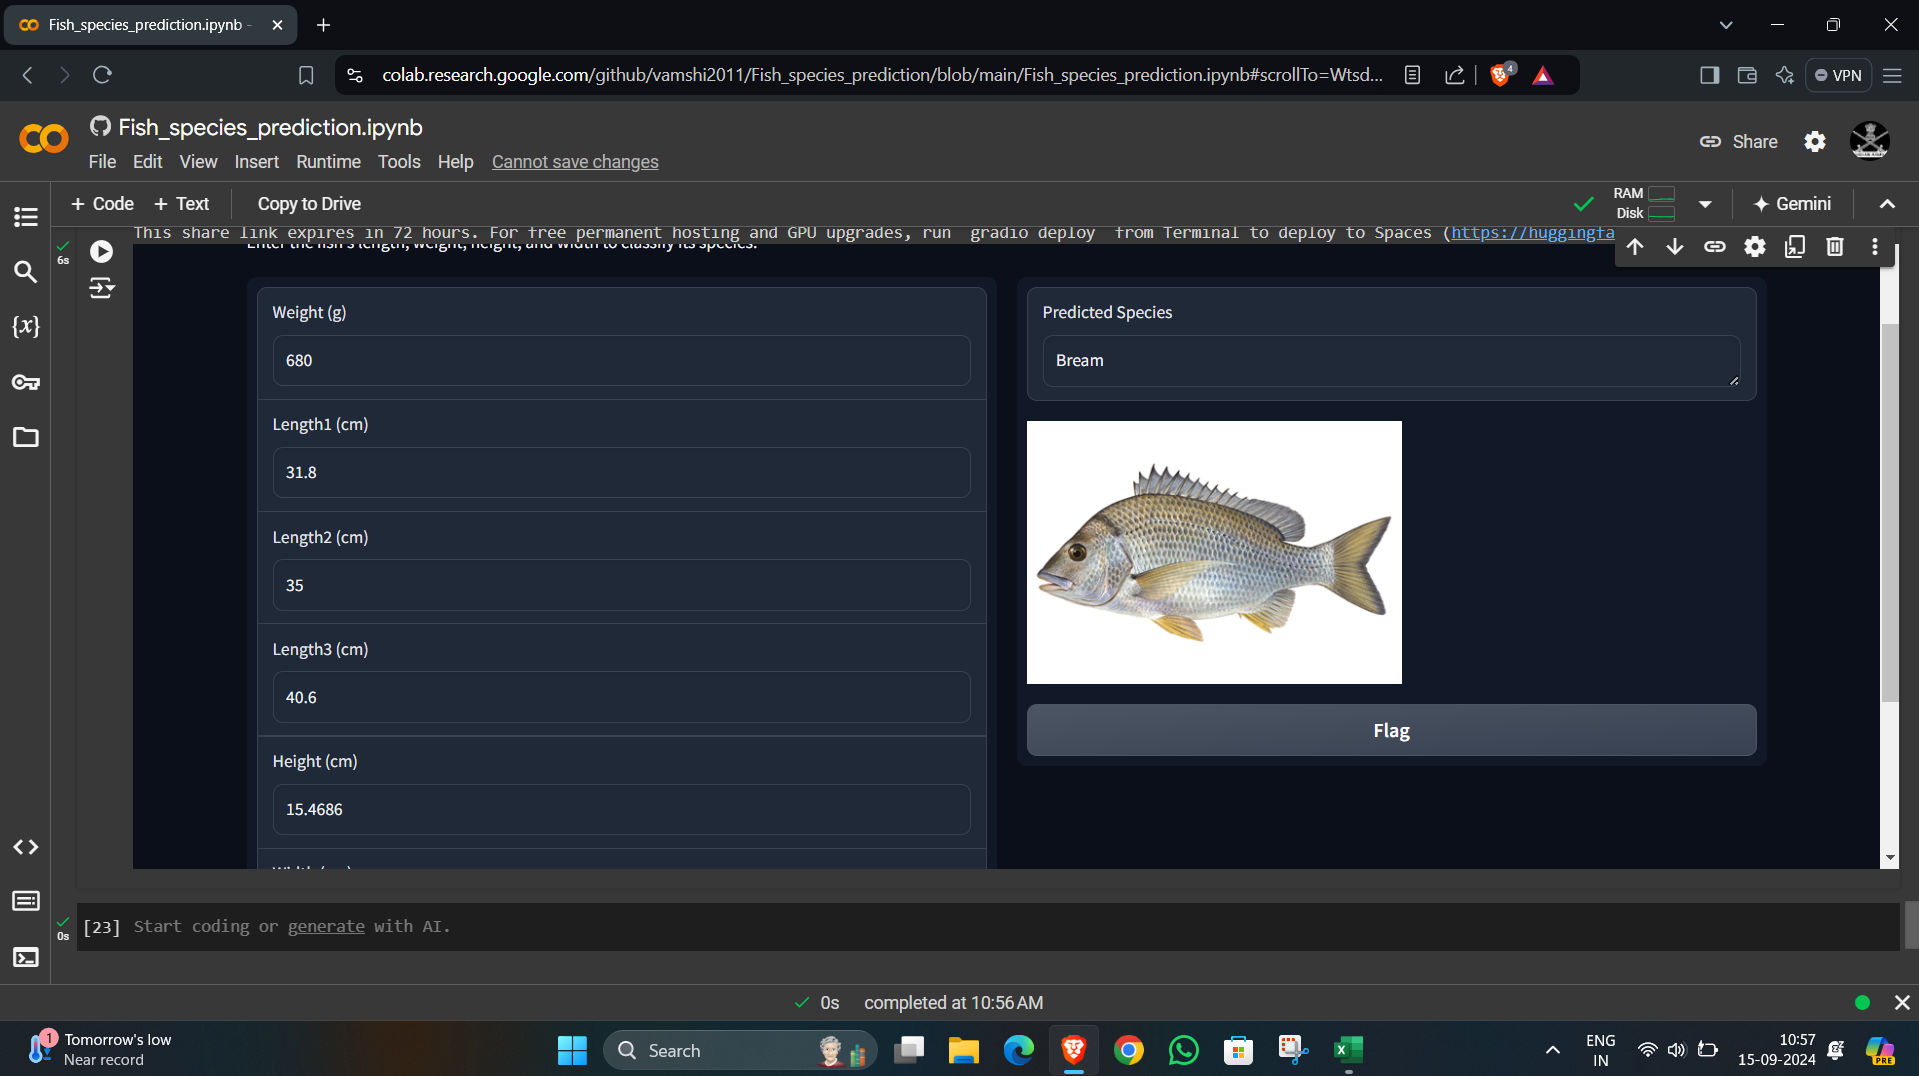 Fish_species_prediction.ipynb -
colab.research.google.com/github/vamshi2011/Fish_species_prediction/blob/main/Fish_species_prediction.ipynb#scrollTo=Wtsd...
4
VPN
Fish_species_prediction.ipynb
File Edit View Insert Runtime Tools Help Cannot save changes
Share
+ Code + Text Copy to Drive
RAM
Disk
Gemini
This share link expires in 72 hours. For free permanent hosting and GPU upgrades, run gradio deploy from Terminal to deploy to Spaces (https://huggingfa
Enter the fish's length, weight, height, and width to classify its species.
6s
{x}
Weight (g)
680
Length1 (cm)
31.8
Length2 (cm)
35
Length3 (cm)
40.6
Height (cm)
15.4686
Predicted Species
Bream
Flag
[23] Start coding or generate with AI.
0s
0s completed at 10:56 AM
1
Tomorrow's low
Near record
Search
ENG
IN
10:57
15-09-2024
PRE